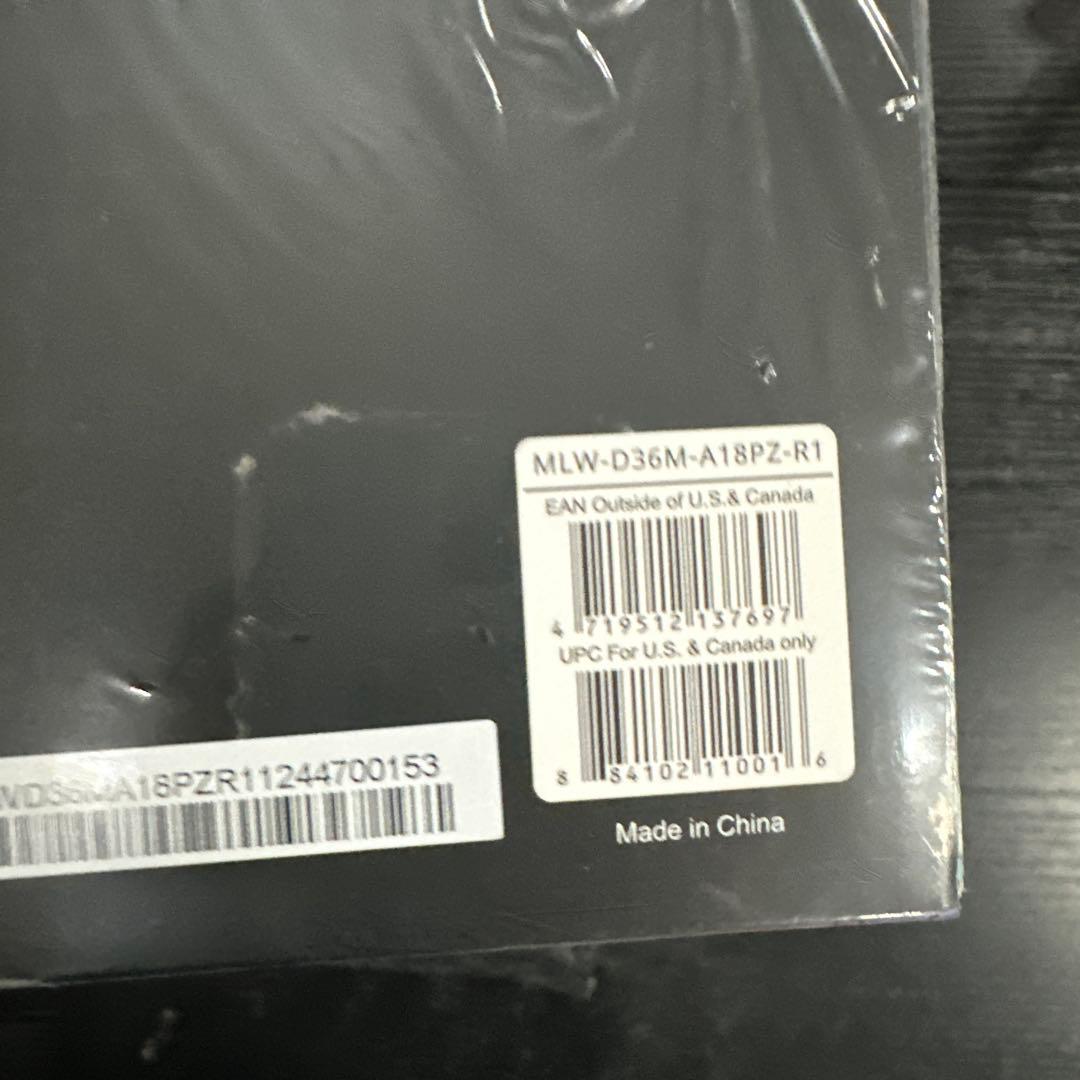 MLW-D36M-A18PZ-R1
EAN Outside of U.S.& Canada
4 719512 137697
UPC For U.S. & Canada only
8 84102 11001 6
WD36MA18PZR11244700153
Made in China